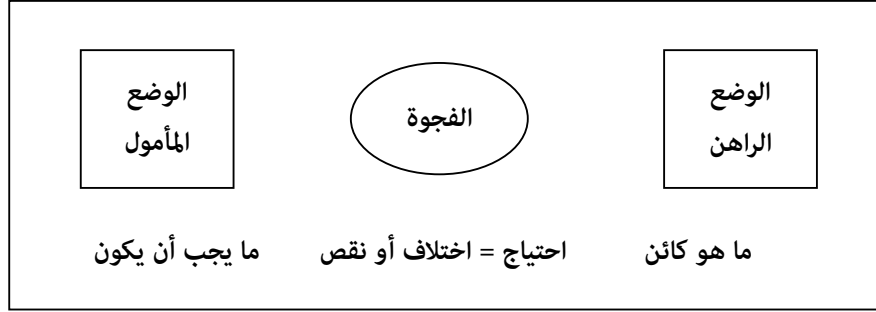 الوضع
الراهن
الفجوة
الوضع
المأمول
ما هو كائن
احتياج = اختلاف أو نقص
ما يجب أن يكون